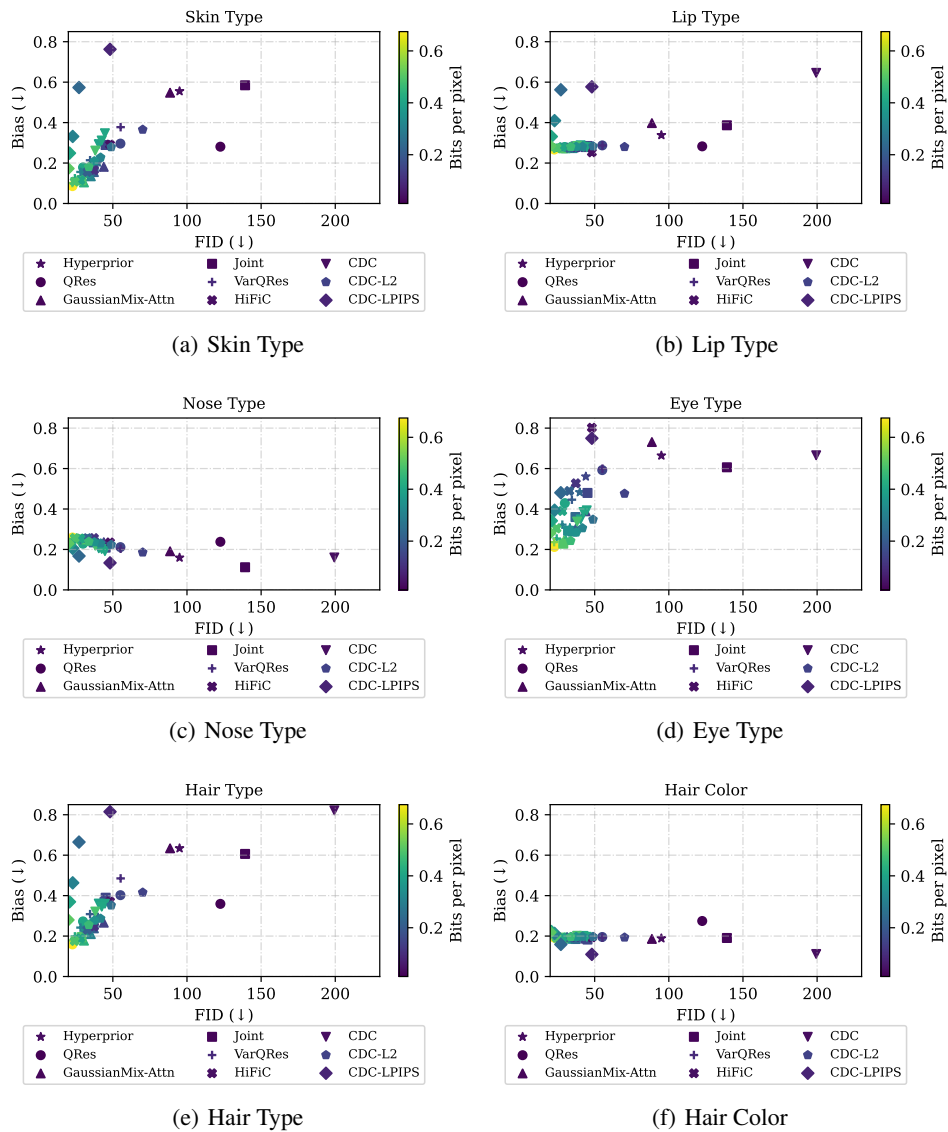 Skin Type
0.8
0.6
0.4
0.2
0.0
Bias (↓)
50 100 150 200
FID (↓)
0.6
0.4
0.2
Bits per pixel
Hyperprior Joint CDC
QRes VarQRes CDC-L2
GaussianMix-Attn HiFiC CDC-LPIPS
(a) Skin Type
Lip Type
0.8
0.6
0.4
0.2
0.0
Bias (↓)
50 100 150 200
FID (↓)
0.6
0.4
0.2
Bits per pixel
Hyperprior Joint CDC
QRes VarQRes CDC-L2
GaussianMix-Attn HiFiC CDC-LPIPS
(b) Lip Type
Nose Type
0.8
0.6
0.4
0.2
0.0
Bias (↓)
50 100 150 200
FID (↓)
0.6
0.4
0.2
Bits per pixel
Hyperprior Joint CDC
QRes VarQRes CDC-L2
GaussianMix-Attn HiFiC CDC-LPIPS
(c) Nose Type
Eye Type
0.8
0.6
0.4
0.2
0.0
Bias (↓)
50 100 150 200
FID (↓)
0.6
0.4
0.2
Bits per pixel
Hyperprior Joint CDC
QRes VarQRes CDC-L2
GaussianMix-Attn HiFiC CDC-LPIPS
(d) Eye Type
Hair Type
0.8
0.6
0.4
0.2
0.0
Bias (↓)
50 100 150 200
FID (↓)
0.6
0.4
0.2
Bits per pixel
Hyperprior Joint CDC
QRes VarQRes CDC-L2
GaussianMix-Attn HiFiC CDC-LPIPS
(e) Hair Type
Hair Color
0.8
0.6
0.4
0.2
0.0
Bias (↓)
50 100 150 200
FID (↓)
0.6
0.4
0.2
Bits per pixel
Hyperprior Joint CDC
QRes VarQRes CDC-L2
GaussianMix-Attn HiFiC CDC-LPIPS
(f) Hair Color